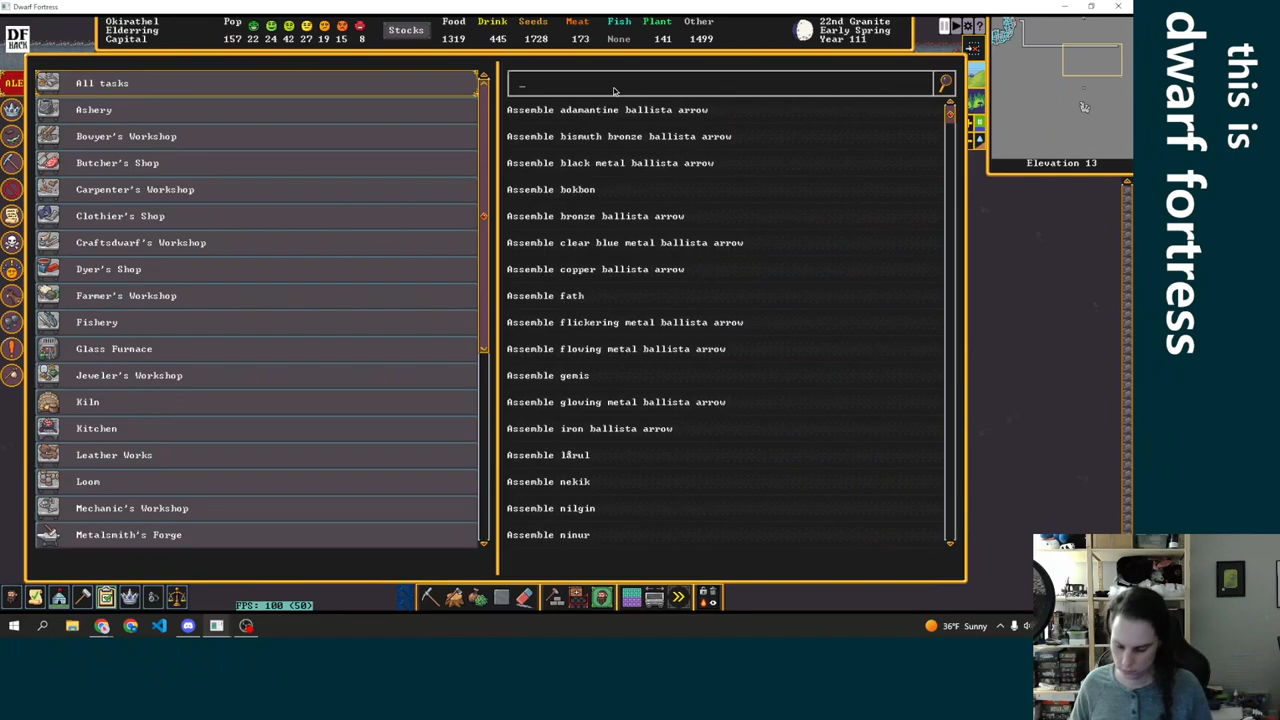 Dwarf Fortress
DF
HACK
Okirathel
Elderring
Capital
Pop
157 22 24 42 27 19 15 8
Stocks
Food Drink Seeds Meat Fish Plant Other
1319 445 1728 173 None 141 1499
22nd Granite
Early Spring
Year 111
Elevation 13
this is
dwarf fortress
ALE
All tasks
Ashery
Bowyer's Workshop
Butcher's Shop
Carpenter's Workshop
Clothier's Shop
Craftsdwarf's Workshop
Dyer's Shop
Farmer's Workshop
Fishery
Glass Furnace
Jeweler's Workshop
Kiln
Kitchen
Leather Works
Loom
Mechanic's Workshop
Metalsmith's Forge
_
Assemble adamantine ballista arrow
Assemble bismuth bronze ballista arrow
Assemble black metal ballista arrow
Assemble bokbon
Assemble bronze ballista arrow
Assemble clear blue metal ballista arrow
Assemble copper ballista arrow
Assemble fath
Assemble flickering metal ballista arrow
Assemble flowing metal ballista arrow
Assemble gemis
Assemble glowing metal ballista arrow
Assemble iron ballista arrow
Assemble lårul
Assemble nekik
Assemble nilgin
Assemble ninur
FPS: 100 (50)
36°F Sunny